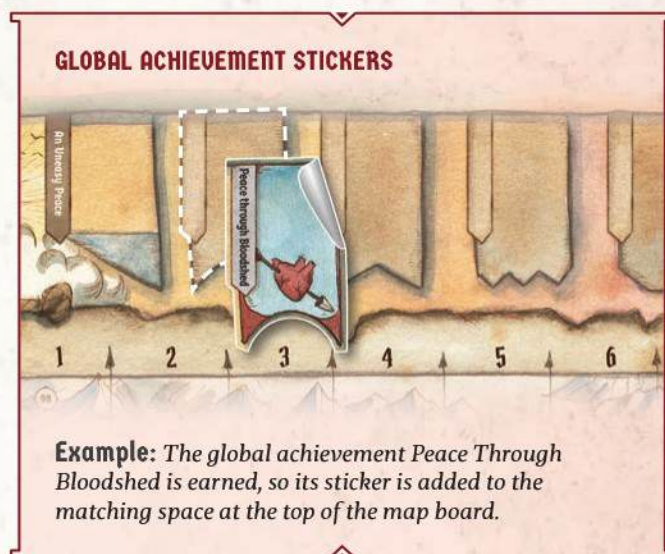 GLOBAL ACHIEVEMENT STICKERS
An Uneasy Peace
Peace through Bloodshed
1 2 3 4 5 6
Example: The global achievement Peace Through
Bloodshed is earned, so its sticker is added to the
matching space at the top of the map board.